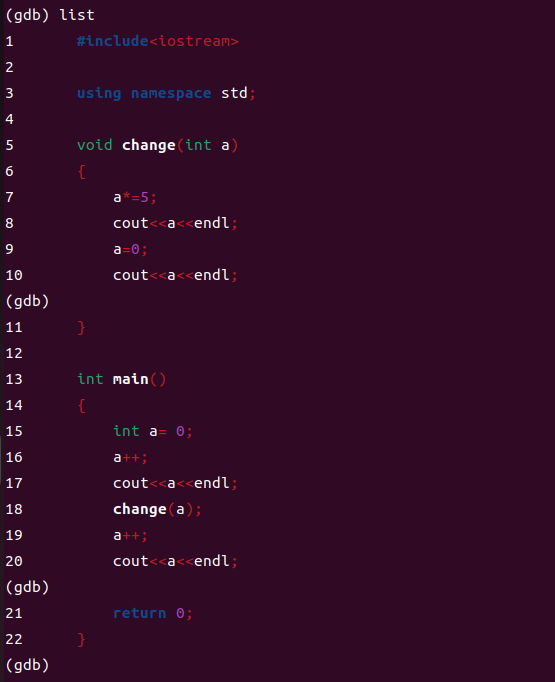 (gdb) list
1       #include<iostream>
2
3       using namespace std;
4
5       void change(int a)
6       {
7           a*=5;
8           cout<<a<<endl;
9           a=0;
10          cout<<a<<endl;
(gdb)
11      }
12
13      int main()
14      {
15          int a= 0;
16          a++;
17          cout<<a<<endl;
18          change(a);
19          a++;
20          cout<<a<<endl;
(gdb)
21          return 0;
22      }
(gdb)